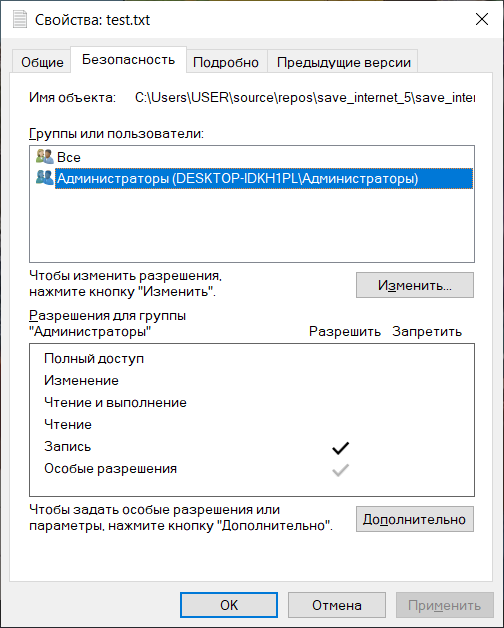 Свойства: test.txt
Общие Безопасность Подробно Предыдущие версии
Имя объекта: C:\Users\USER\source\repos\save_internet_5\save_inter
Группы или пользователи:
Все
Администраторы (DESKTOP-IDKH1PL\Администраторы)
Чтобы изменить разрешения,
нажмите кнопку "Изменить".
Изменить...
Разрешения для группы
"Администраторы" Разрешить Запретить
Полный доступ
Изменение
Чтение и выполнение
Чтение
Запись
Особые разрешения
Чтобы задать особые разрешения или
параметры, нажмите кнопку "Дополнительно".
Дополнительно
OK Отмена Применить